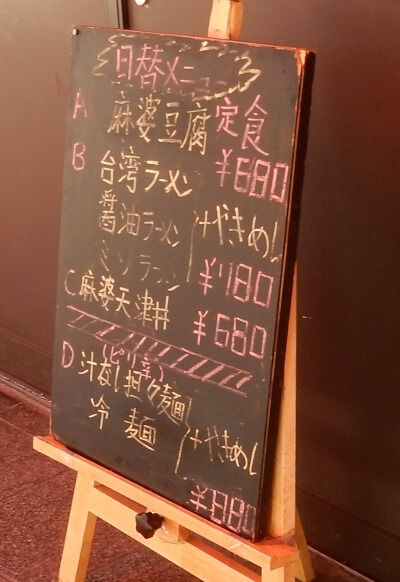 日替メニュー
A 麻婆豆腐定食
¥680
B 台湾ラーメン
醤油ラーメン
ミソラーメン
+やきめし
¥780
C 麻婆天津丼
¥680
(ピリ辛)
D 汁なし担々麺
冷麺
+やきめし
¥880